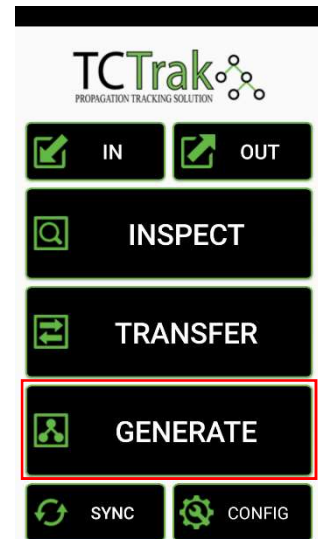 TCTrak
PROPAGATION TRACKING SOLUTION
IN OUT
INSPECT
TRANSFER
GENERATE
SYNC CONFIG